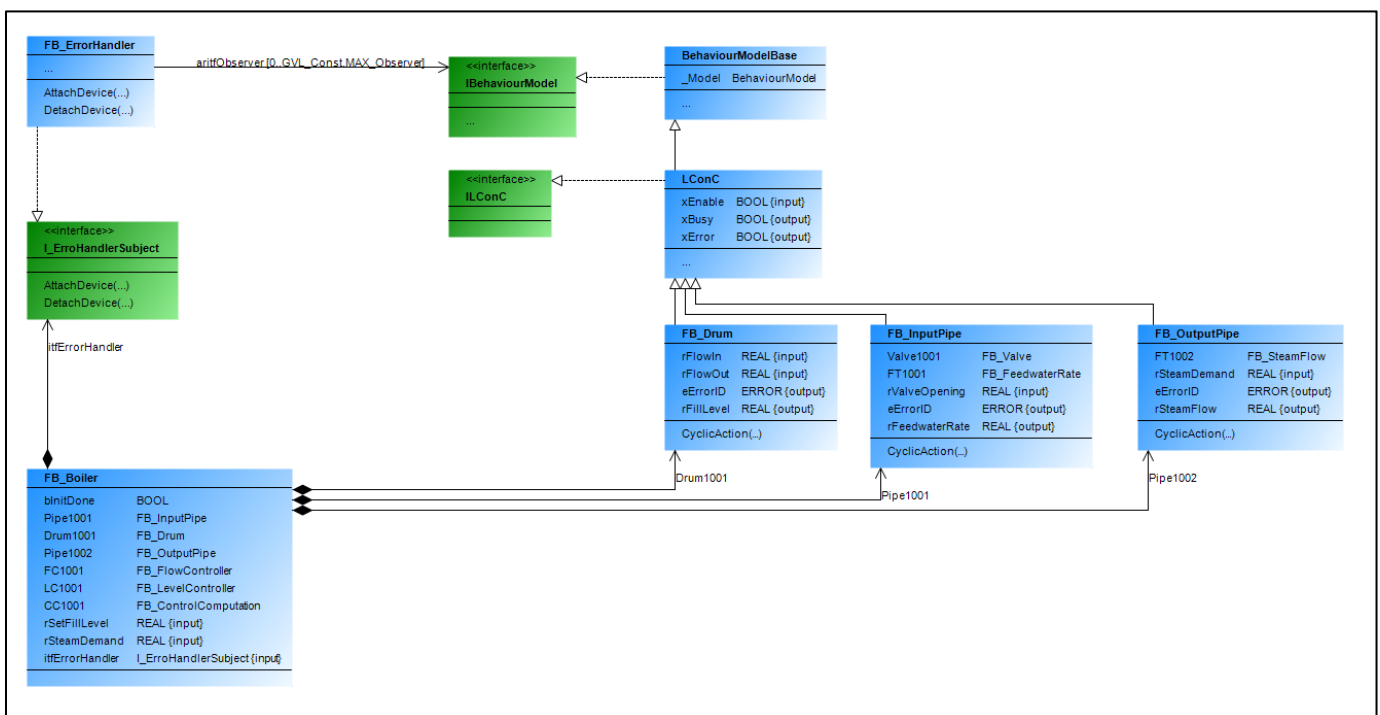 FB_ErrorHandler
...
AttachDevice(...)
DetachDevice(...)
aritfObserver [0..GVL_Const.MAX_Observer]
<<interface>>
IBehaviourModel
...
BehaviourModelBase
_Model BehaviourModel
...
<<interface>>
ILConC
LConC
xEnable BOOL {input}
xBusy BOOL {output}
xError BOOL {output}
...
<<interface>>
I_ErroHandlerSubject
AttachDevice(...)
DetachDevice(...)
itfErrorHandler
FB_Drum
rFlowIn REAL {input}
rFlowOut REAL {input}
eErrorID ERROR {output}
rFillLevel REAL {output}
CyclicAction(...)
FB_InputPipe
Valve1001 FB_Valve
FT1001 FB_FeedwaterRate
rValveOpening REAL {input}
eErrorID ERROR {output}
rFeedwaterRate REAL {output}
CyclicAction(...)
FB_OutputPipe
FT1002 FB_SteamFlow
rSteamDemand REAL {input}
eErrorID ERROR {output}
rSteamFlow REAL {output}
CyclicAction(...)
Drum1001
Pipe1001
Pipe1002
FB_Boiler
bInitDone BOOL
Pipe1001 FB_InputPipe
Drum1001 FB_Drum
Pipe1002 FB_OutputPipe
FC1001 FB_FlowController
LC1001 FB_LevelController
CC1001 FB_ControlComputation
rSetFillLevel REAL {input}
rSteamDemand REAL {input}
itfErrorHandler I_ErroHandlerSubject {input}